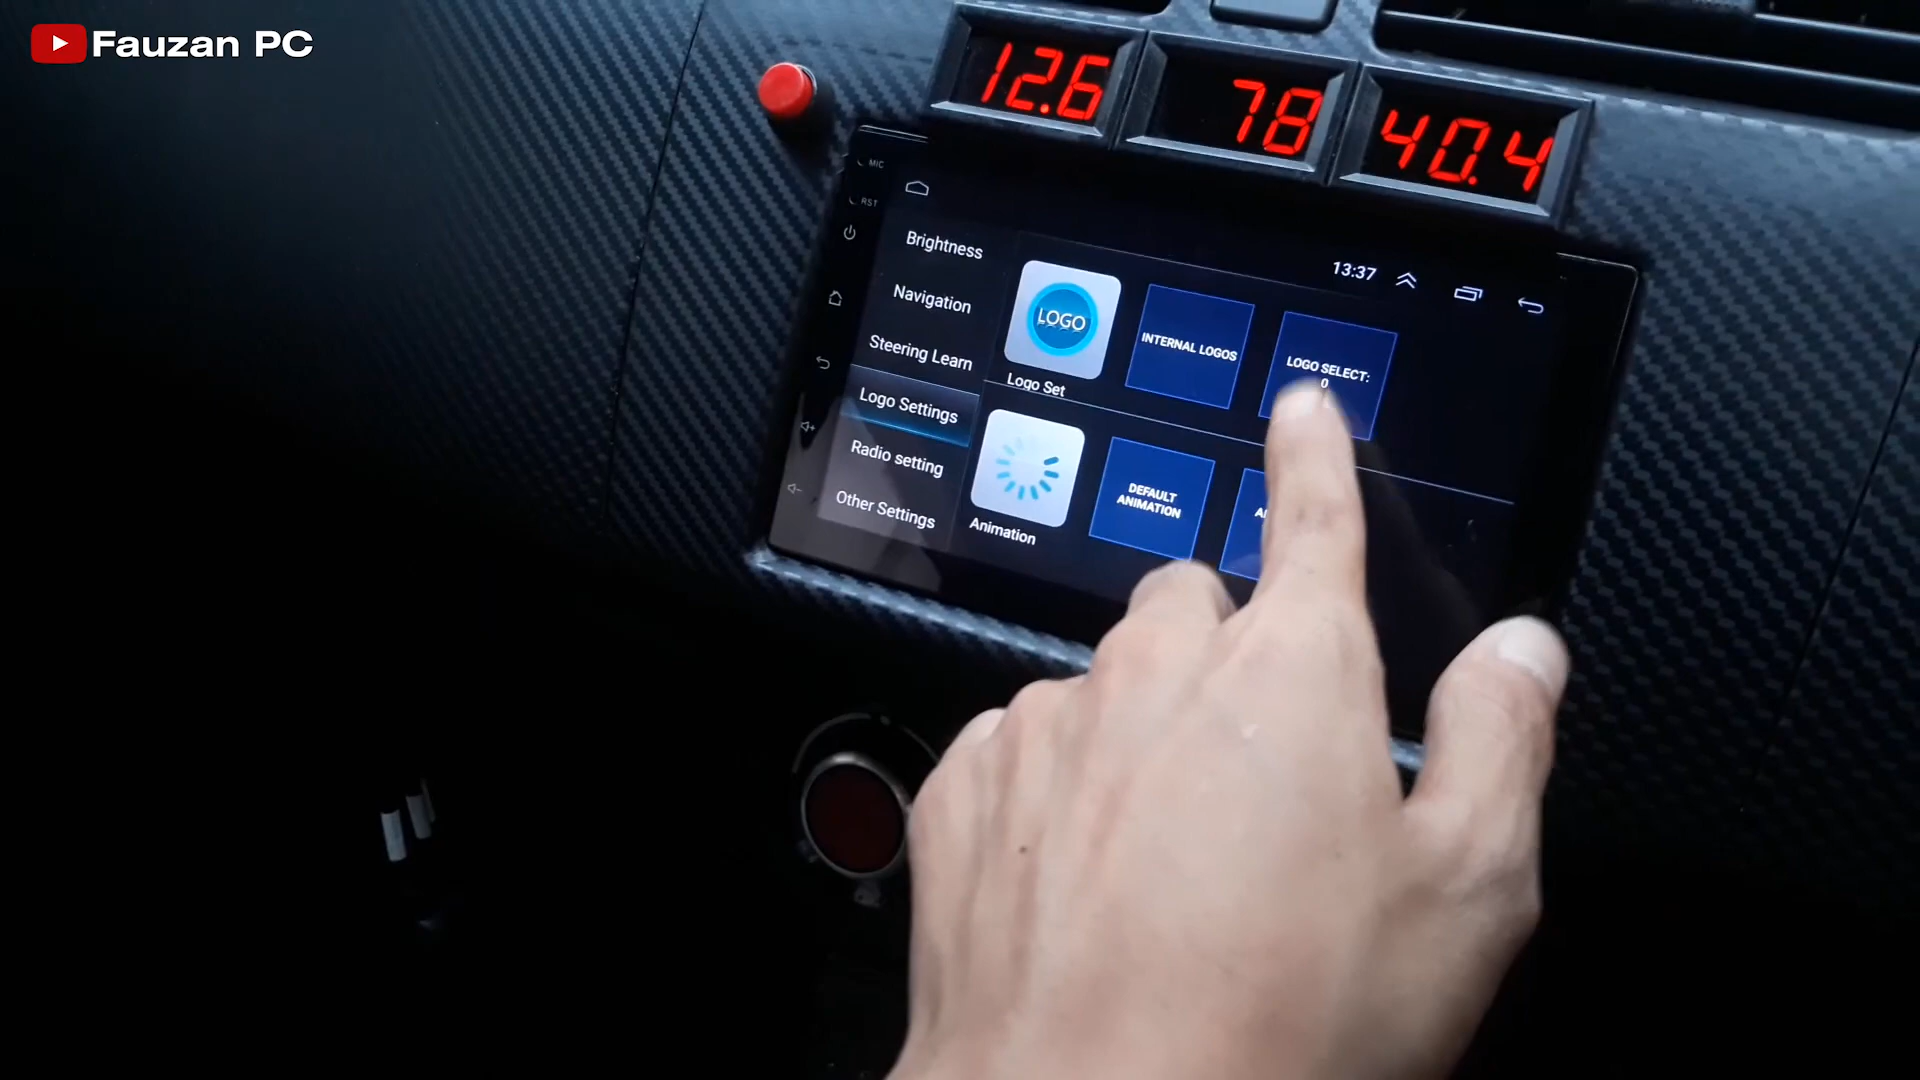 Fauzan PC
12.6
78
40.4
MIC
RST
13:37
Brightness
Navigation
Steering Learn
Logo Settings
Radio setting
Other Settings
LOGO
Logo Set
INTERNAL LOGOS
LOGO SELECT:
0
Animation
DEFAULT
ANIMATION